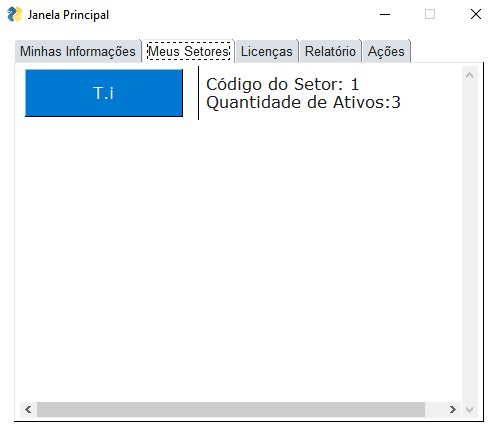 Janela Principal
Minhas Informações Meus Setores Licenças Relatório Ações
T.i
Código do Setor: 1
Quantidade de Ativos:3